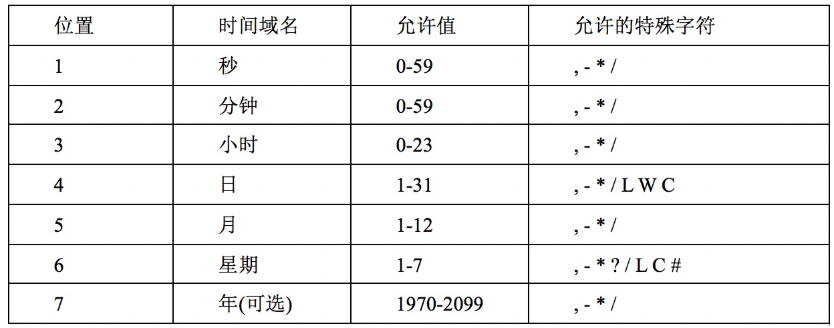 位置 时间域名 允许值 允许的特殊字符
1 秒 0-59 , - * /
2 分钟 0-59 , - * /
3 小时 0-23 , - * /
4 日 1-31 , - * / L W C
5 月 1-12 , - * /
6 星期 1-7 , - * ? / L C #
7 年(可选) 1970-2099 , - * /